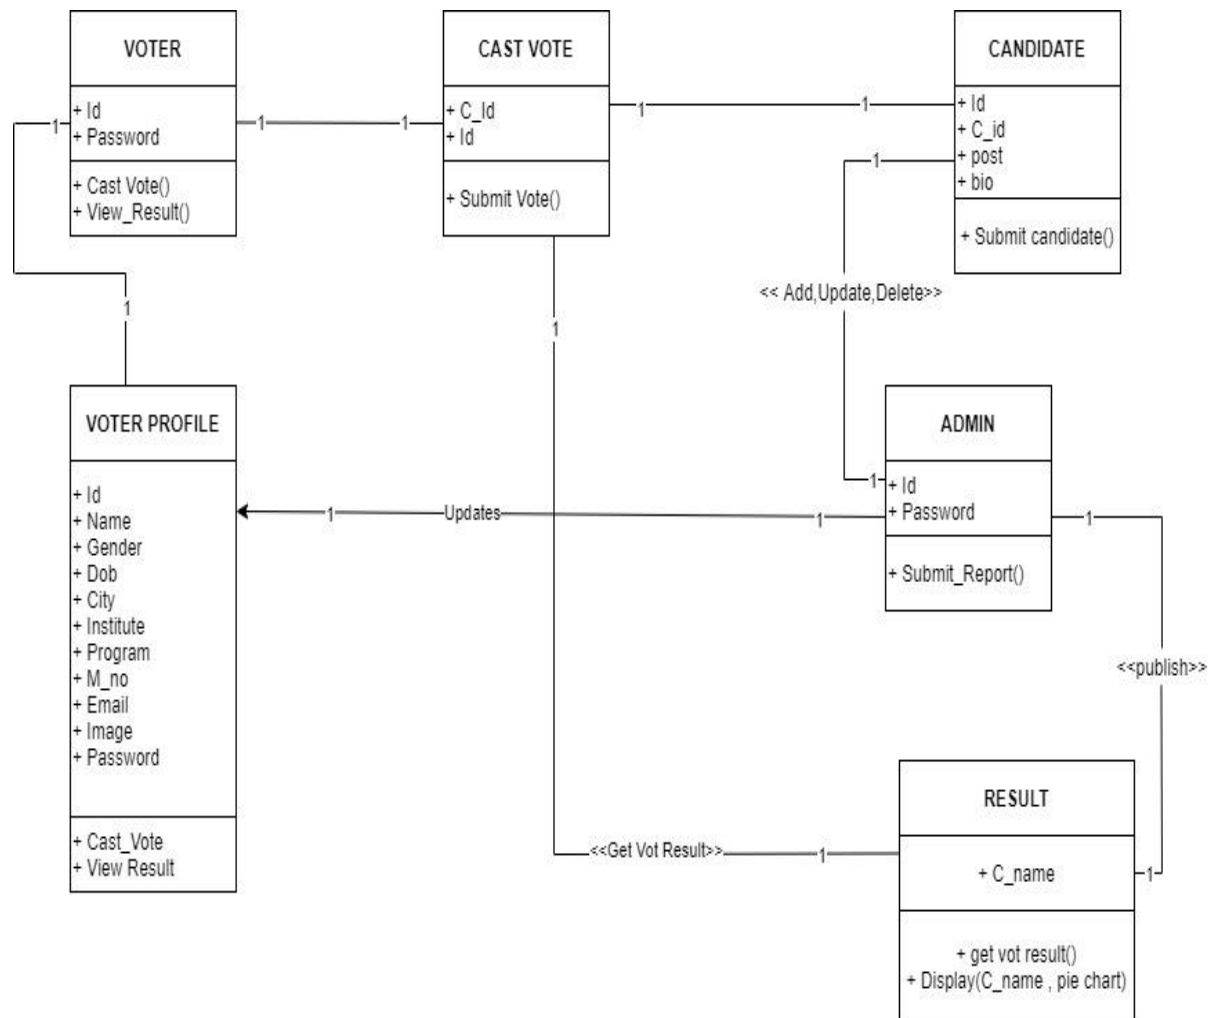 VOTER
+ Id
+ Password
+ Cast Vote()
+ View_Result()
1
1
CAST VOTE
+ C_Id
+ Id
+ Submit Vote()
1
1
CANDIDATE
+ Id
+ C_id
+ post
+ bio
+ Submit candidate()
1
1
1
<< Add,Update,Delete>>
1
1
1
VOTER PROFILE
+ Id
+ Name
+ Gender
+ Dob
+ City
+ Institute
+ Program
+ M_no
+ Email
+ Image
+ Password
+ Cast_Vote
+ View Result
1
Updates
1
ADMIN
+ Id
+ Password
+ Submit_Report()
1
<<publish>>
1
<<Get Vot Result>>
1
RESULT
+ C_name
+ get vot result()
+ Display(C_name , pie chart)